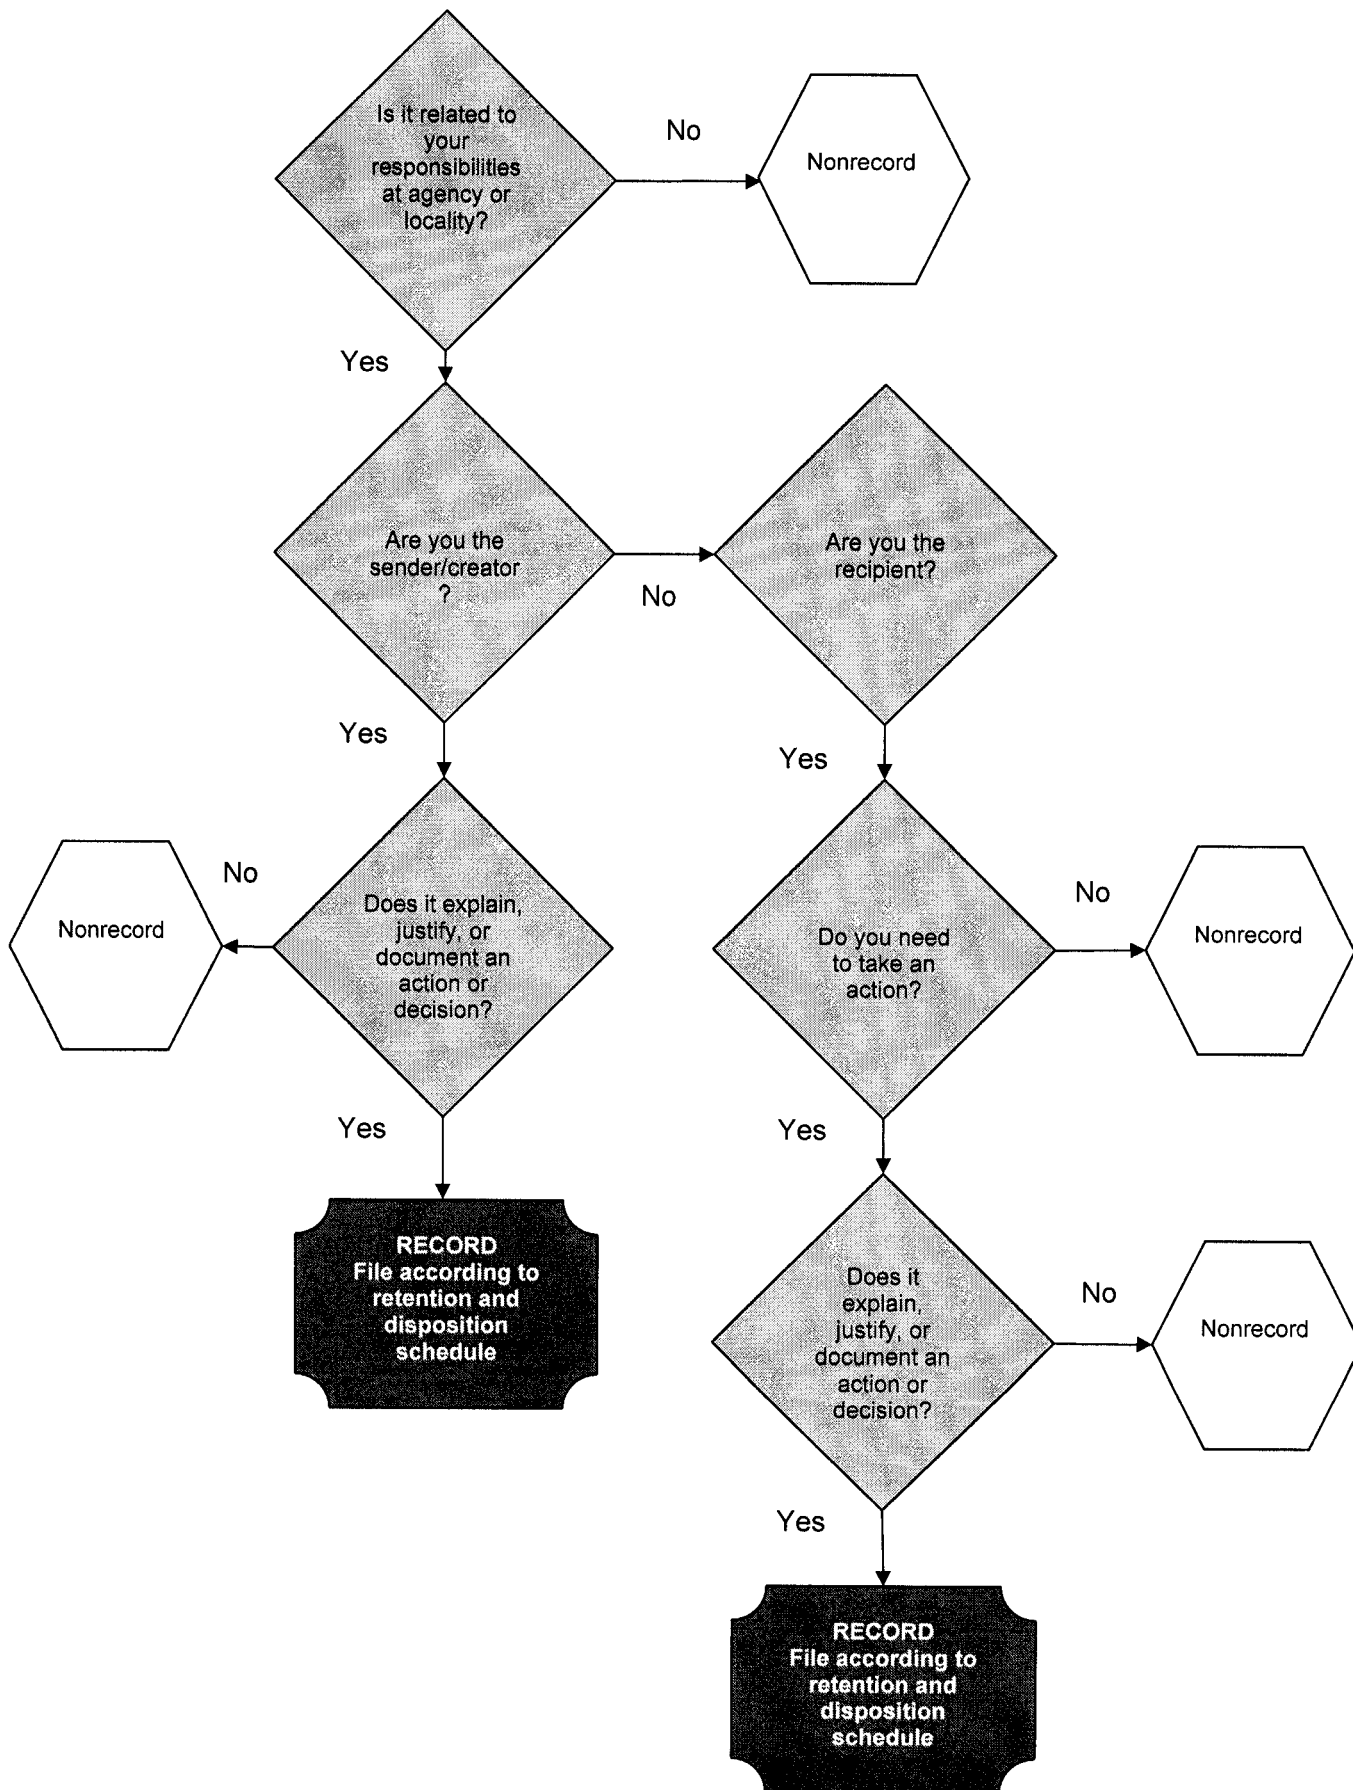 Is it related to
your
responsibilities
at agency or
locality?
No
Nonrecord
Yes
Are you the
sender/creator
?
No
Are you the
recipient?
Yes
Yes
Does it explain,
justify, or
document an
action or
decision?
No
Nonrecord
Do you need
to take an
action?
No
Nonrecord
Yes
Yes
RECORD
File according to
retention and
disposition
schedule
Does it
explain,
justify, or
document an
action or
decision?
No
Nonrecord
Yes
RECORD
File according to
retention and
disposition
schedule